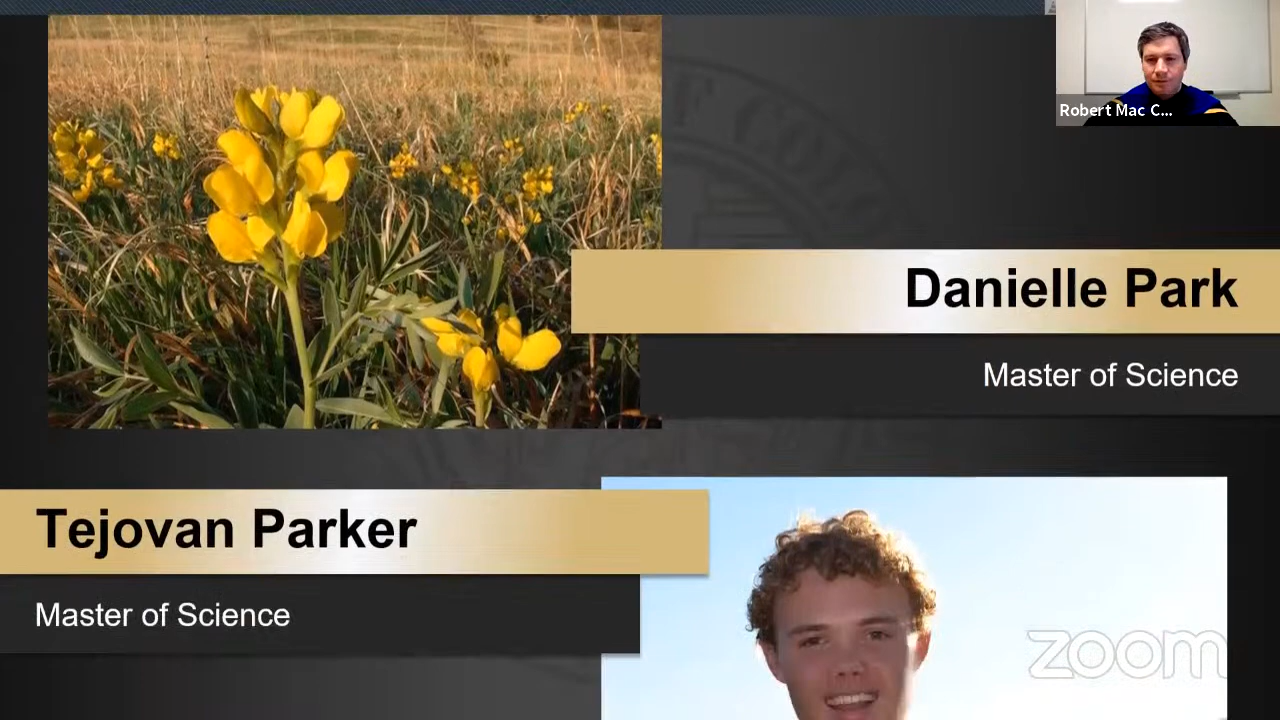 Robert Mac C...
Danielle Park
Master of Science
Tejovan Parker
Master of Science
zoom